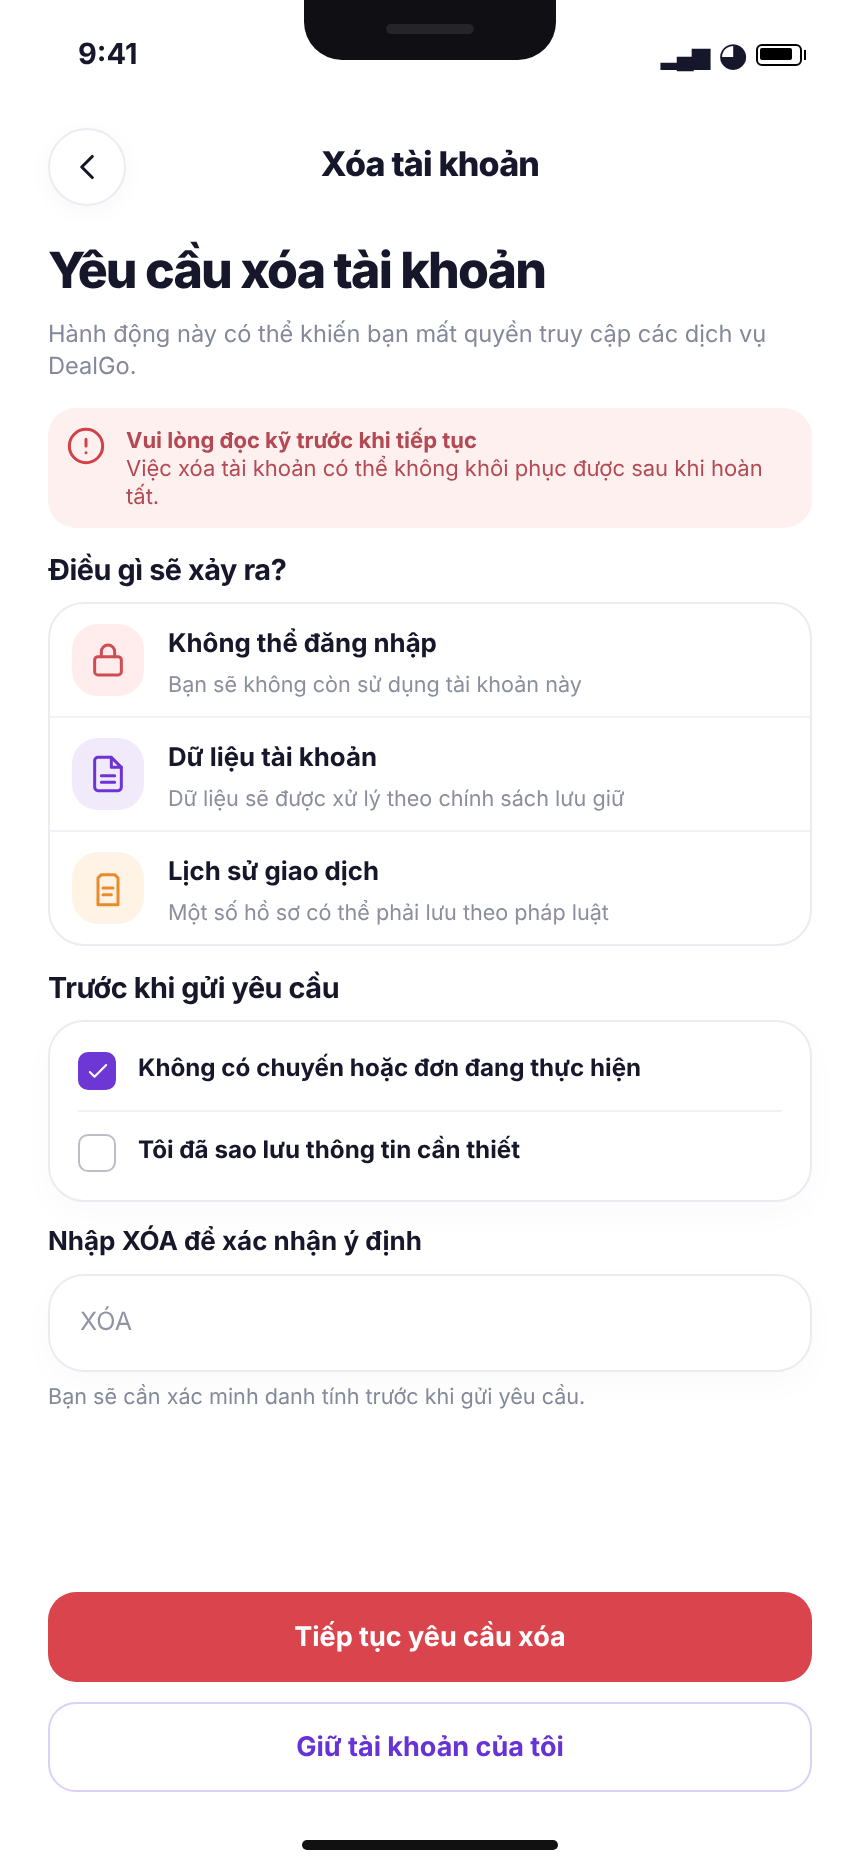 9:41
Xóa tài khoản
Yêu cầu xóa tài khoản
Hành động này có thể khiến bạn mất quyền truy cập các dịch vụ
DealGo.
Vui lòng đọc kỹ trước khi tiếp tục
Việc xóa tài khoản có thể không khôi phục được sau khi hoàn
tất.
Điều gì sẽ xảy ra?
Không thể đăng nhập
Bạn sẽ không còn sử dụng tài khoản này
Dữ liệu tài khoản
Dữ liệu sẽ được xử lý theo chính sách lưu giữ
Lịch sử giao dịch
Một số hồ sơ có thể phải lưu theo pháp luật
Trước khi gửi yêu cầu
Không có chuyến hoặc đơn đang thực hiện
Tôi đã sao lưu thông tin cần thiết
Nhập XÓA để xác nhận ý định
XÓA
Bạn sẽ cần xác minh danh tính trước khi gửi yêu cầu.
Tiếp tục yêu cầu xóa
Giữ tài khoản của tôi